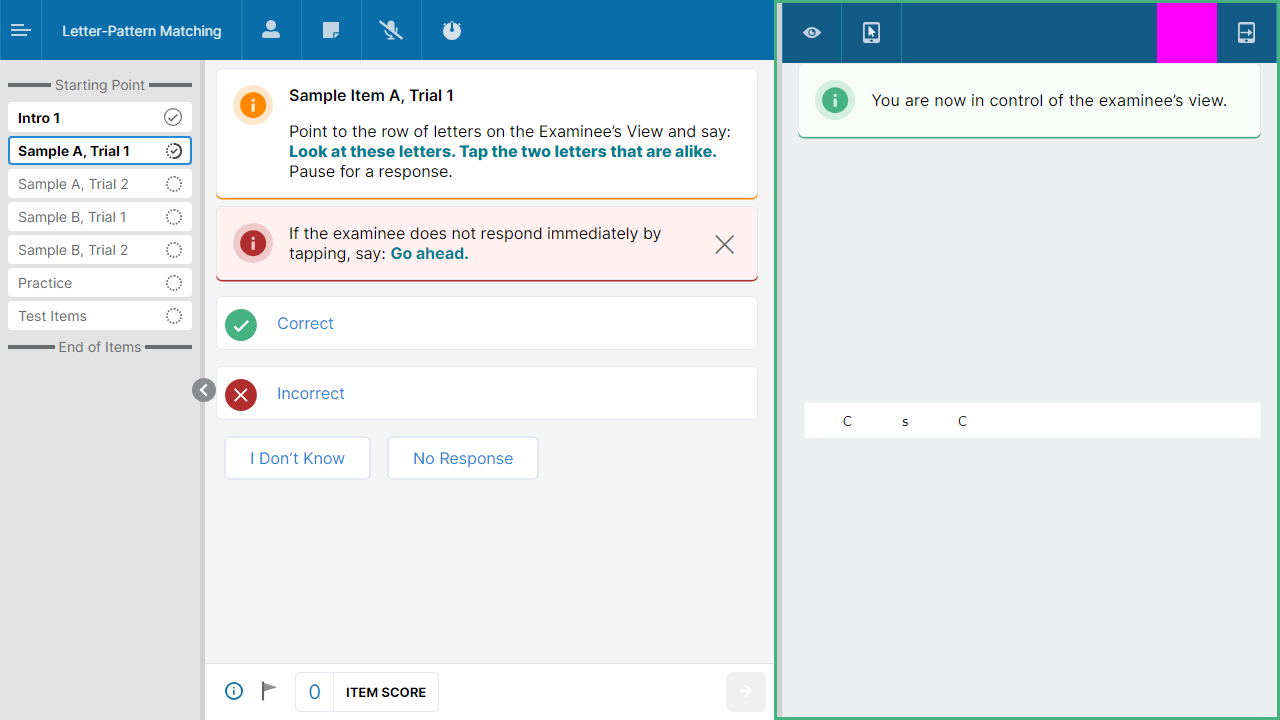 Letter-Pattern Matching
Starting Point
Intro 1
Sample A, Trial 1
Sample A, Trial 2
Sample B, Trial 1
Sample B, Trial 2
Practice
Test Items
End of Items
Sample Item A, Trial 1
Point to the row of letters on the Examinee’s View and say:
Look at these letters. Tap the two letters that are alike.
Pause for a response.
If the examinee does not respond immediately by
tapping, say: Go ahead.
Correct
Incorrect
I Don’t Know
No Response
0 ITEM SCORE
You are now in control of the examinee’s view.
C s C